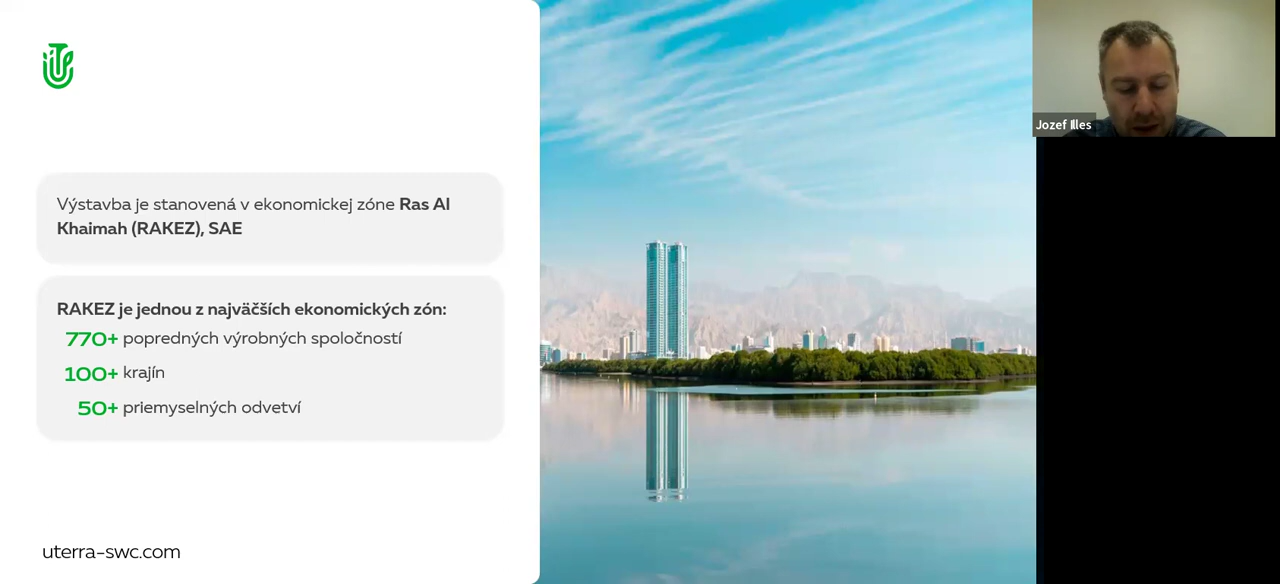 Výstavba je stanovená v ekonomickej zóne Ras Al
Khaimah (RAKEZ), SAE
RAKEZ je jednou z najväčších ekonomických zón:
770+ popredných výrobných spoločností
100+ krajín
50+ priemyselných odvetví
uterra-swc.com
Jozef Illes